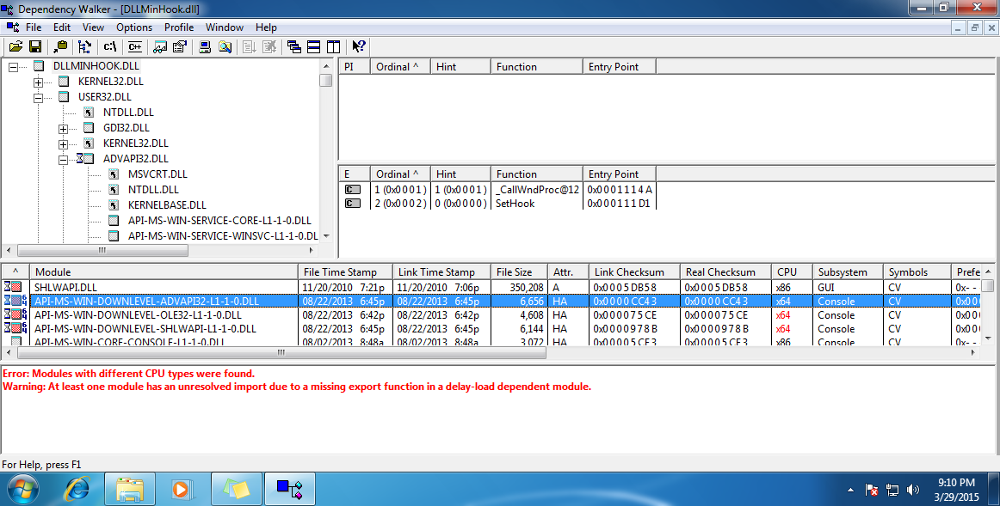 Dependency Walker - [DLLMinHook.dll]
File Edit View Options Profile Window Help
c:\ C++
DLLMINHOOK.DLL
KERNEL32.DLL
USER32.DLL
NTDLL.DLL
GDI32.DLL
KERNEL32.DLL
ADVAPI32.DLL
MSVCRT.DLL
NTDLL.DLL
KERNELBASE.DLL
API-MS-WIN-SERVICE-CORE-L1-1-0.DLL
API-MS-WIN-SERVICE-WINSVC-L1-1-0.DL
PI Ordinal ^ Hint Function Entry Point
E Ordinal ^ Hint Function Entry Point
C 1 (0x0001) 1 (0x0001) _CallWndProc@12 0x0001114A
C 2 (0x0002) 0 (0x0000) SetHook 0x000111D1
^ Module File Time Stamp Link Time Stamp File Size Attr. Link Checksum Real Checksum CPU Subsystem Symbols Prefe
SHLWAPI.DLL 11/20/2010 7:21p 11/20/2010 7:06p 350,208 A 0x0005DB58 0x0005DB58 x86 GUI CV 0x--
64 API-MS-WIN-DOWNLEVEL-ADVAPI32-L1-1-0.DLL 08/22/2013 6:45p 08/22/2013 6:45p 6,656 HA 0x0000CC43 0x0000CC43 x64 Console CV 0x00
64 API-MS-WIN-DOWNLEVEL-OLE32-L1-1-0.DLL 08/22/2013 6:42p 08/22/2013 6:42p 4,608 HA 0x000075CE 0x000075CE x64 Console CV 0x00
64 API-MS-WIN-DOWNLEVEL-SHLWAPI-L1-1-0.DLL 08/22/2013 6:45p 08/22/2013 6:45p 6,144 HA 0x0000978B 0x0000978B x64 Console CV 0x00
API-MS-WIN-CORE-CONSOLE-L1-1-0.DLL 08/02/2013 8:48a 08/02/2013 8:48a 3,072 HA 0x00005CF3 0x00005CF3 x86 Console CV 0x--
Error: Modules with different CPU types were found.
Warning: At least one module has an unresolved import due to a missing export function in a delay-load dependent module.
For Help, press F1
9:10 PM
3/29/2015